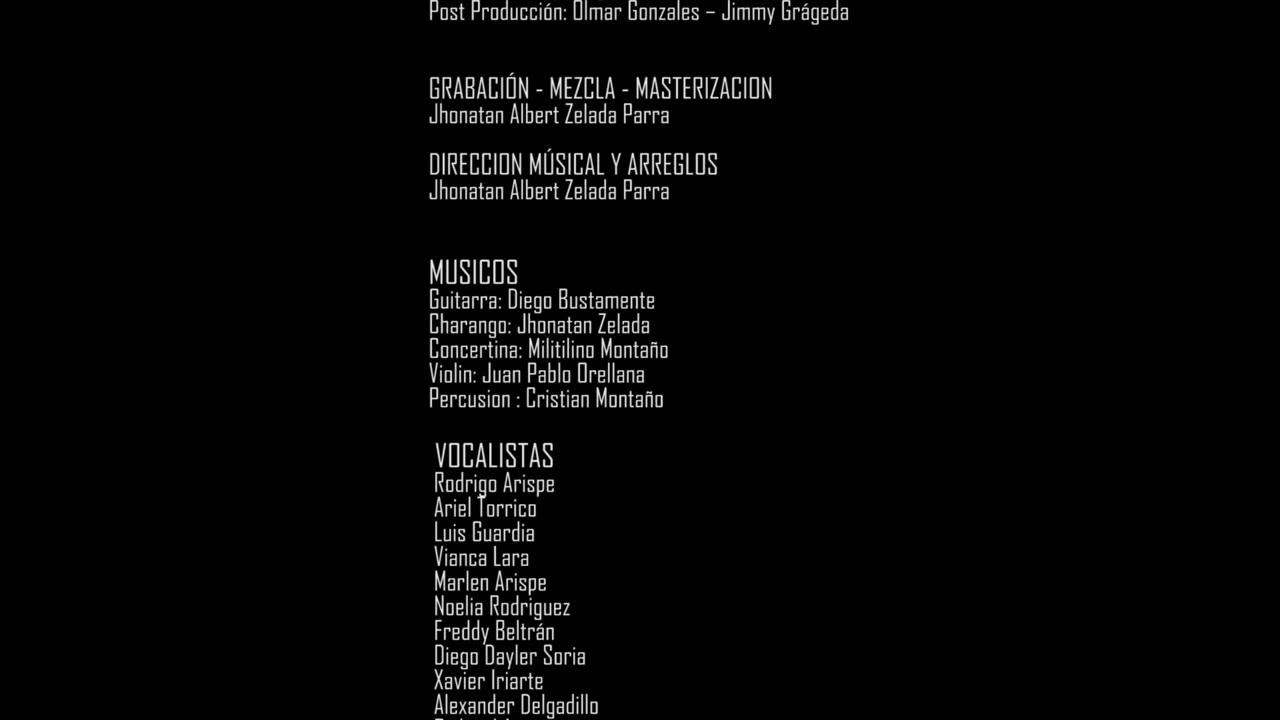 Post Producción: Olmar Gonzales – Jimmy Grágeda
GRABACIÓN - MEZCLA - MASTERIZACION
Jhonatan Albert Zelada Parra
DIRECCION MÚSICAL Y ARREGLOS
Jhonatan Albert Zelada Parra
MUSICOS
Guitarra: Diego Bustamente
Charango: Jhonatan Zelada
Concertina: Militilino Montaño
Violin: Juan Pablo Orellana
Percusion : Cristian Montaño
VOCALISTAS
Rodrigo Arispe
Ariel Torrico
Luis Guardia
Vianca Lara
Marlen Arispe
Noelia Rodriguez
Freddy Beltrán
Diego Dayler Soria
Xavier Iriarte
Alexander Delgadillo